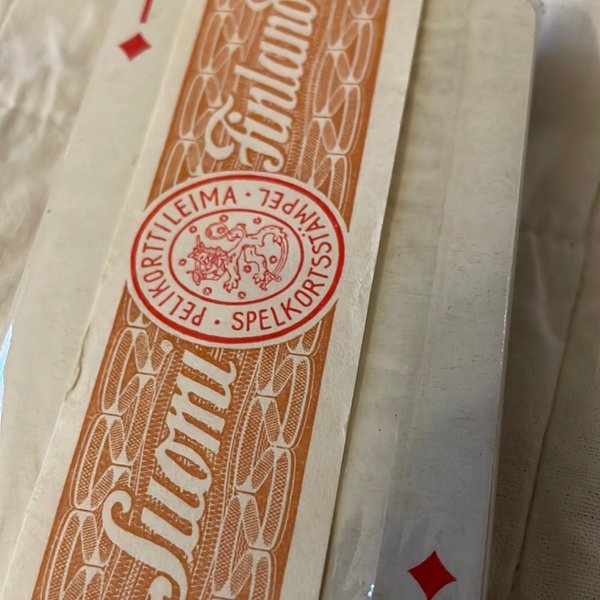 Suomi
PELIKORTTILEIMA · SPELKORTSSTÄMPEL ·
Finland